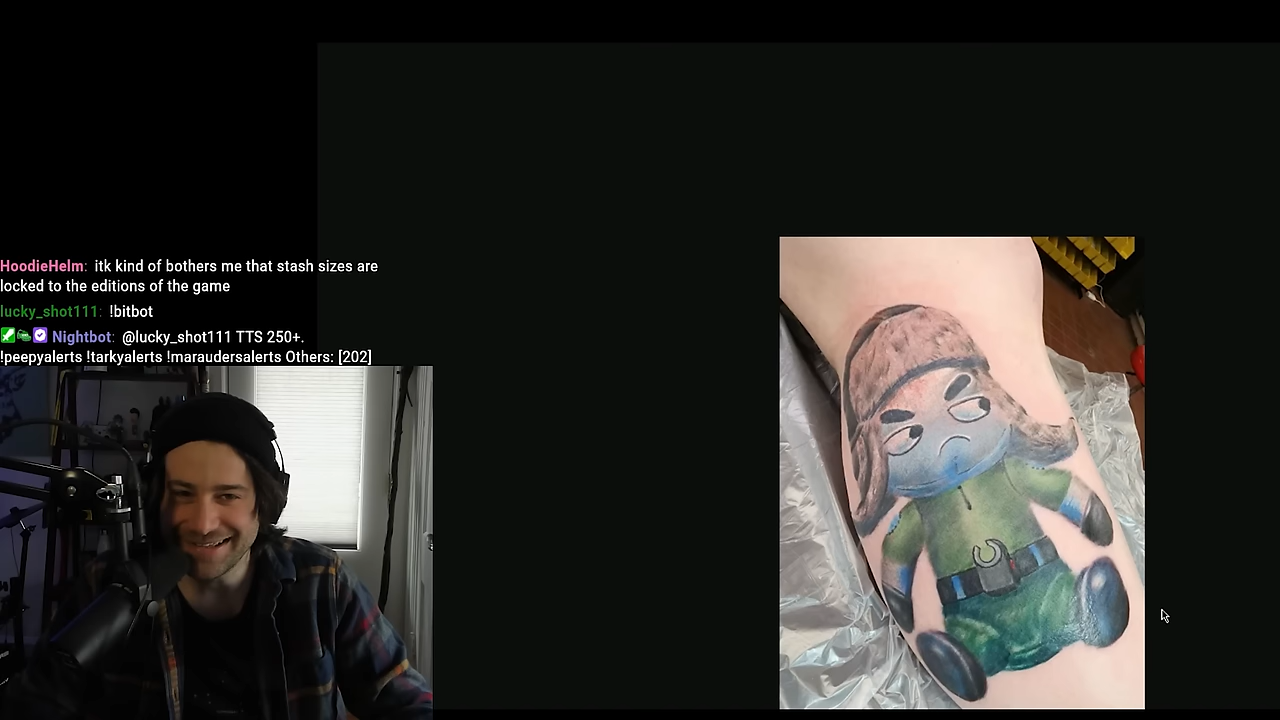 HoodieHelm: itk kind of bothers me that stash sizes are
locked to the editions of the game
lucky_shot111: !bitbot
Nightbot: @lucky_shot111 TTS 250+.
!peepyalerts !tarkyalerts !maraudersalerts Others: [202]